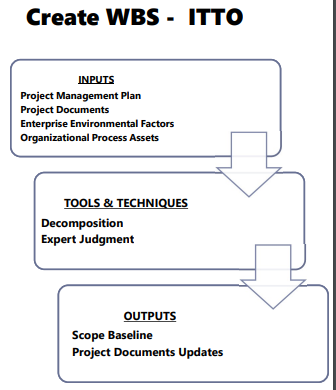 Create WBS - ITTO
INPUTS
Project Management Plan
Project Documents
Enterprise Environmental Factors
Organizational Process Assets
TOOLS & TECHNIQUES
Decomposition
Expert Judgment
OUTPUTS
Scope Baseline
Project Documents Updates